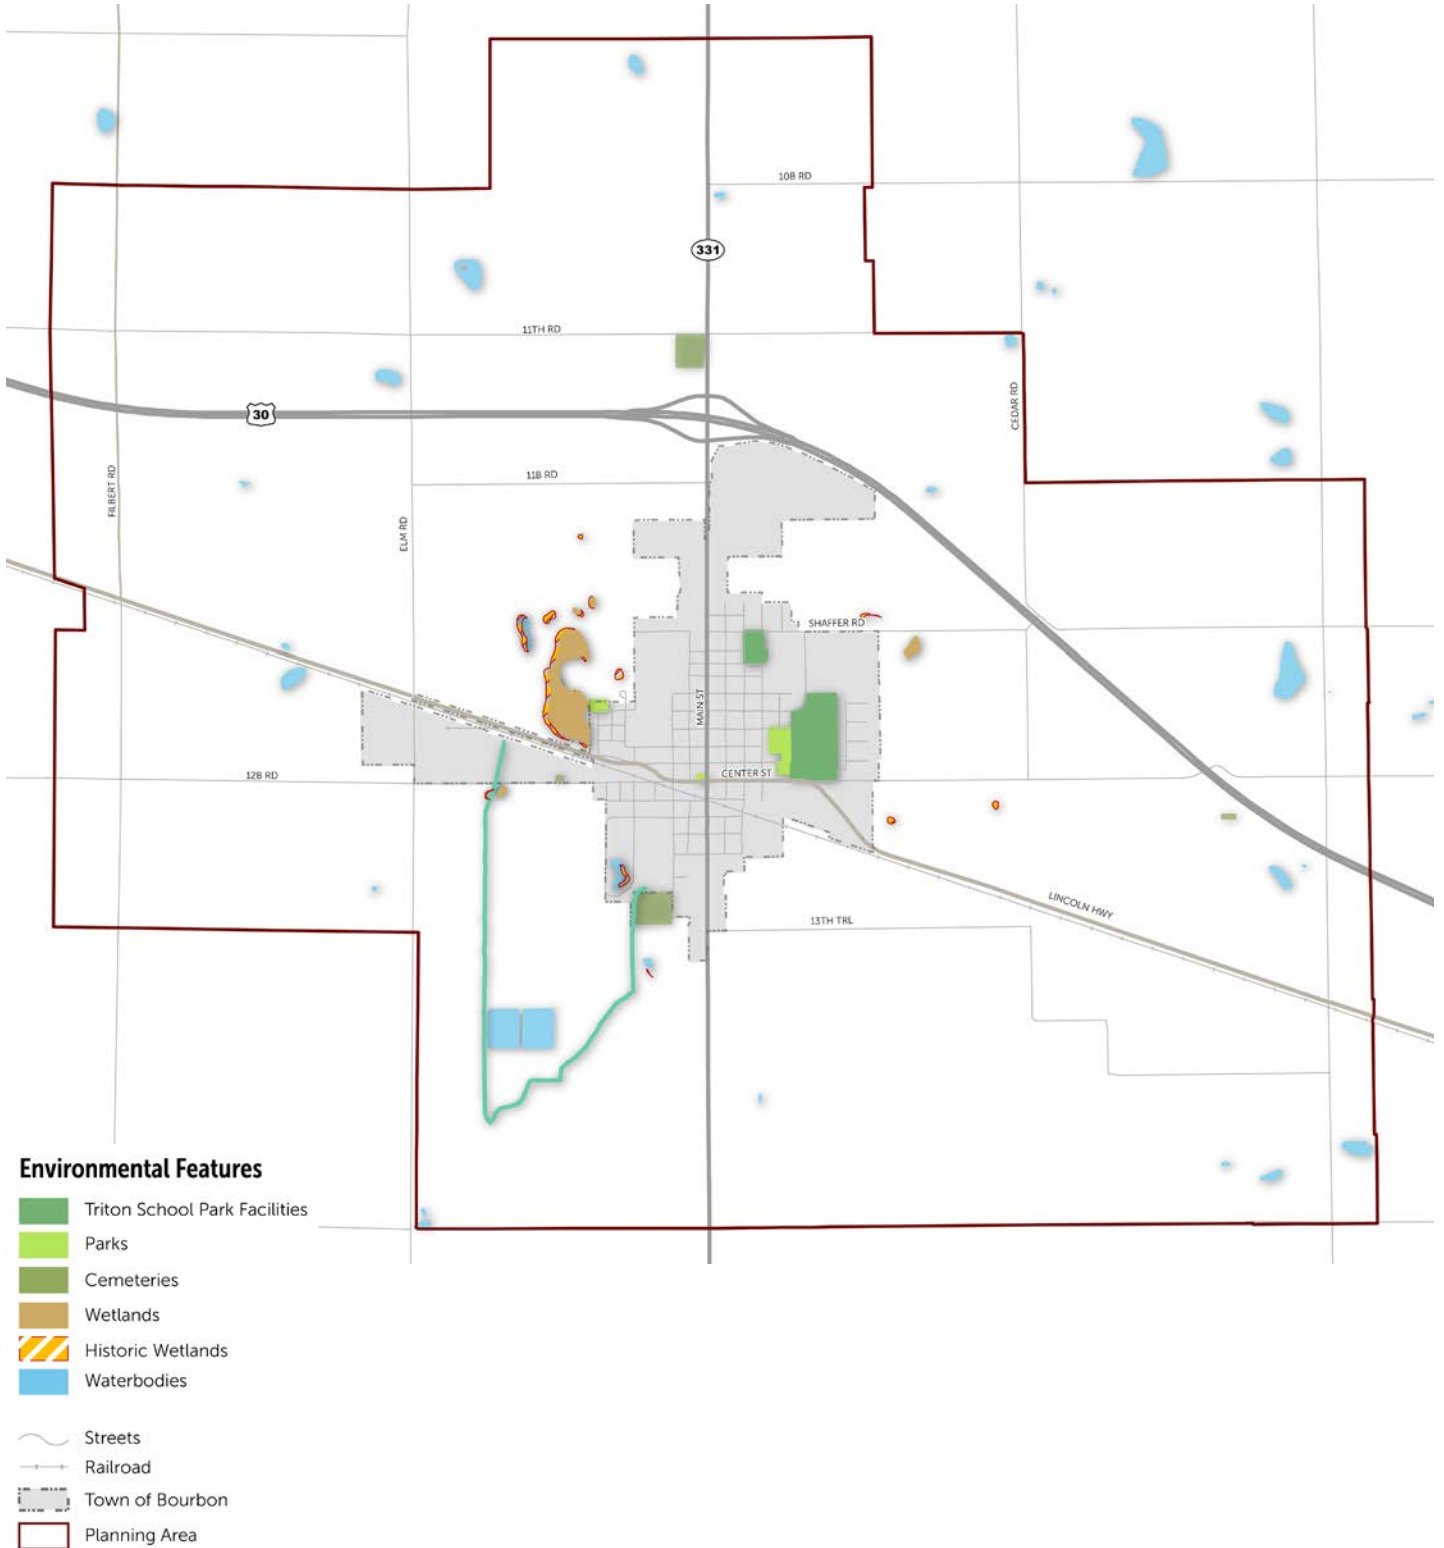 10B RD
331
11TH RD
CEDAR RD
30
FILBERT RD
11B RD
ELM RD
SHAFFER RD
MAIN ST
CENTER ST
12B RD
LINCOLN HWY
13TH TRL
Environmental Features
Triton School Park Facilities
Parks
Cemeteries
Wetlands
Historic Wetlands
Waterbodies
Streets
Railroad
Town of Bourbon
Planning Area